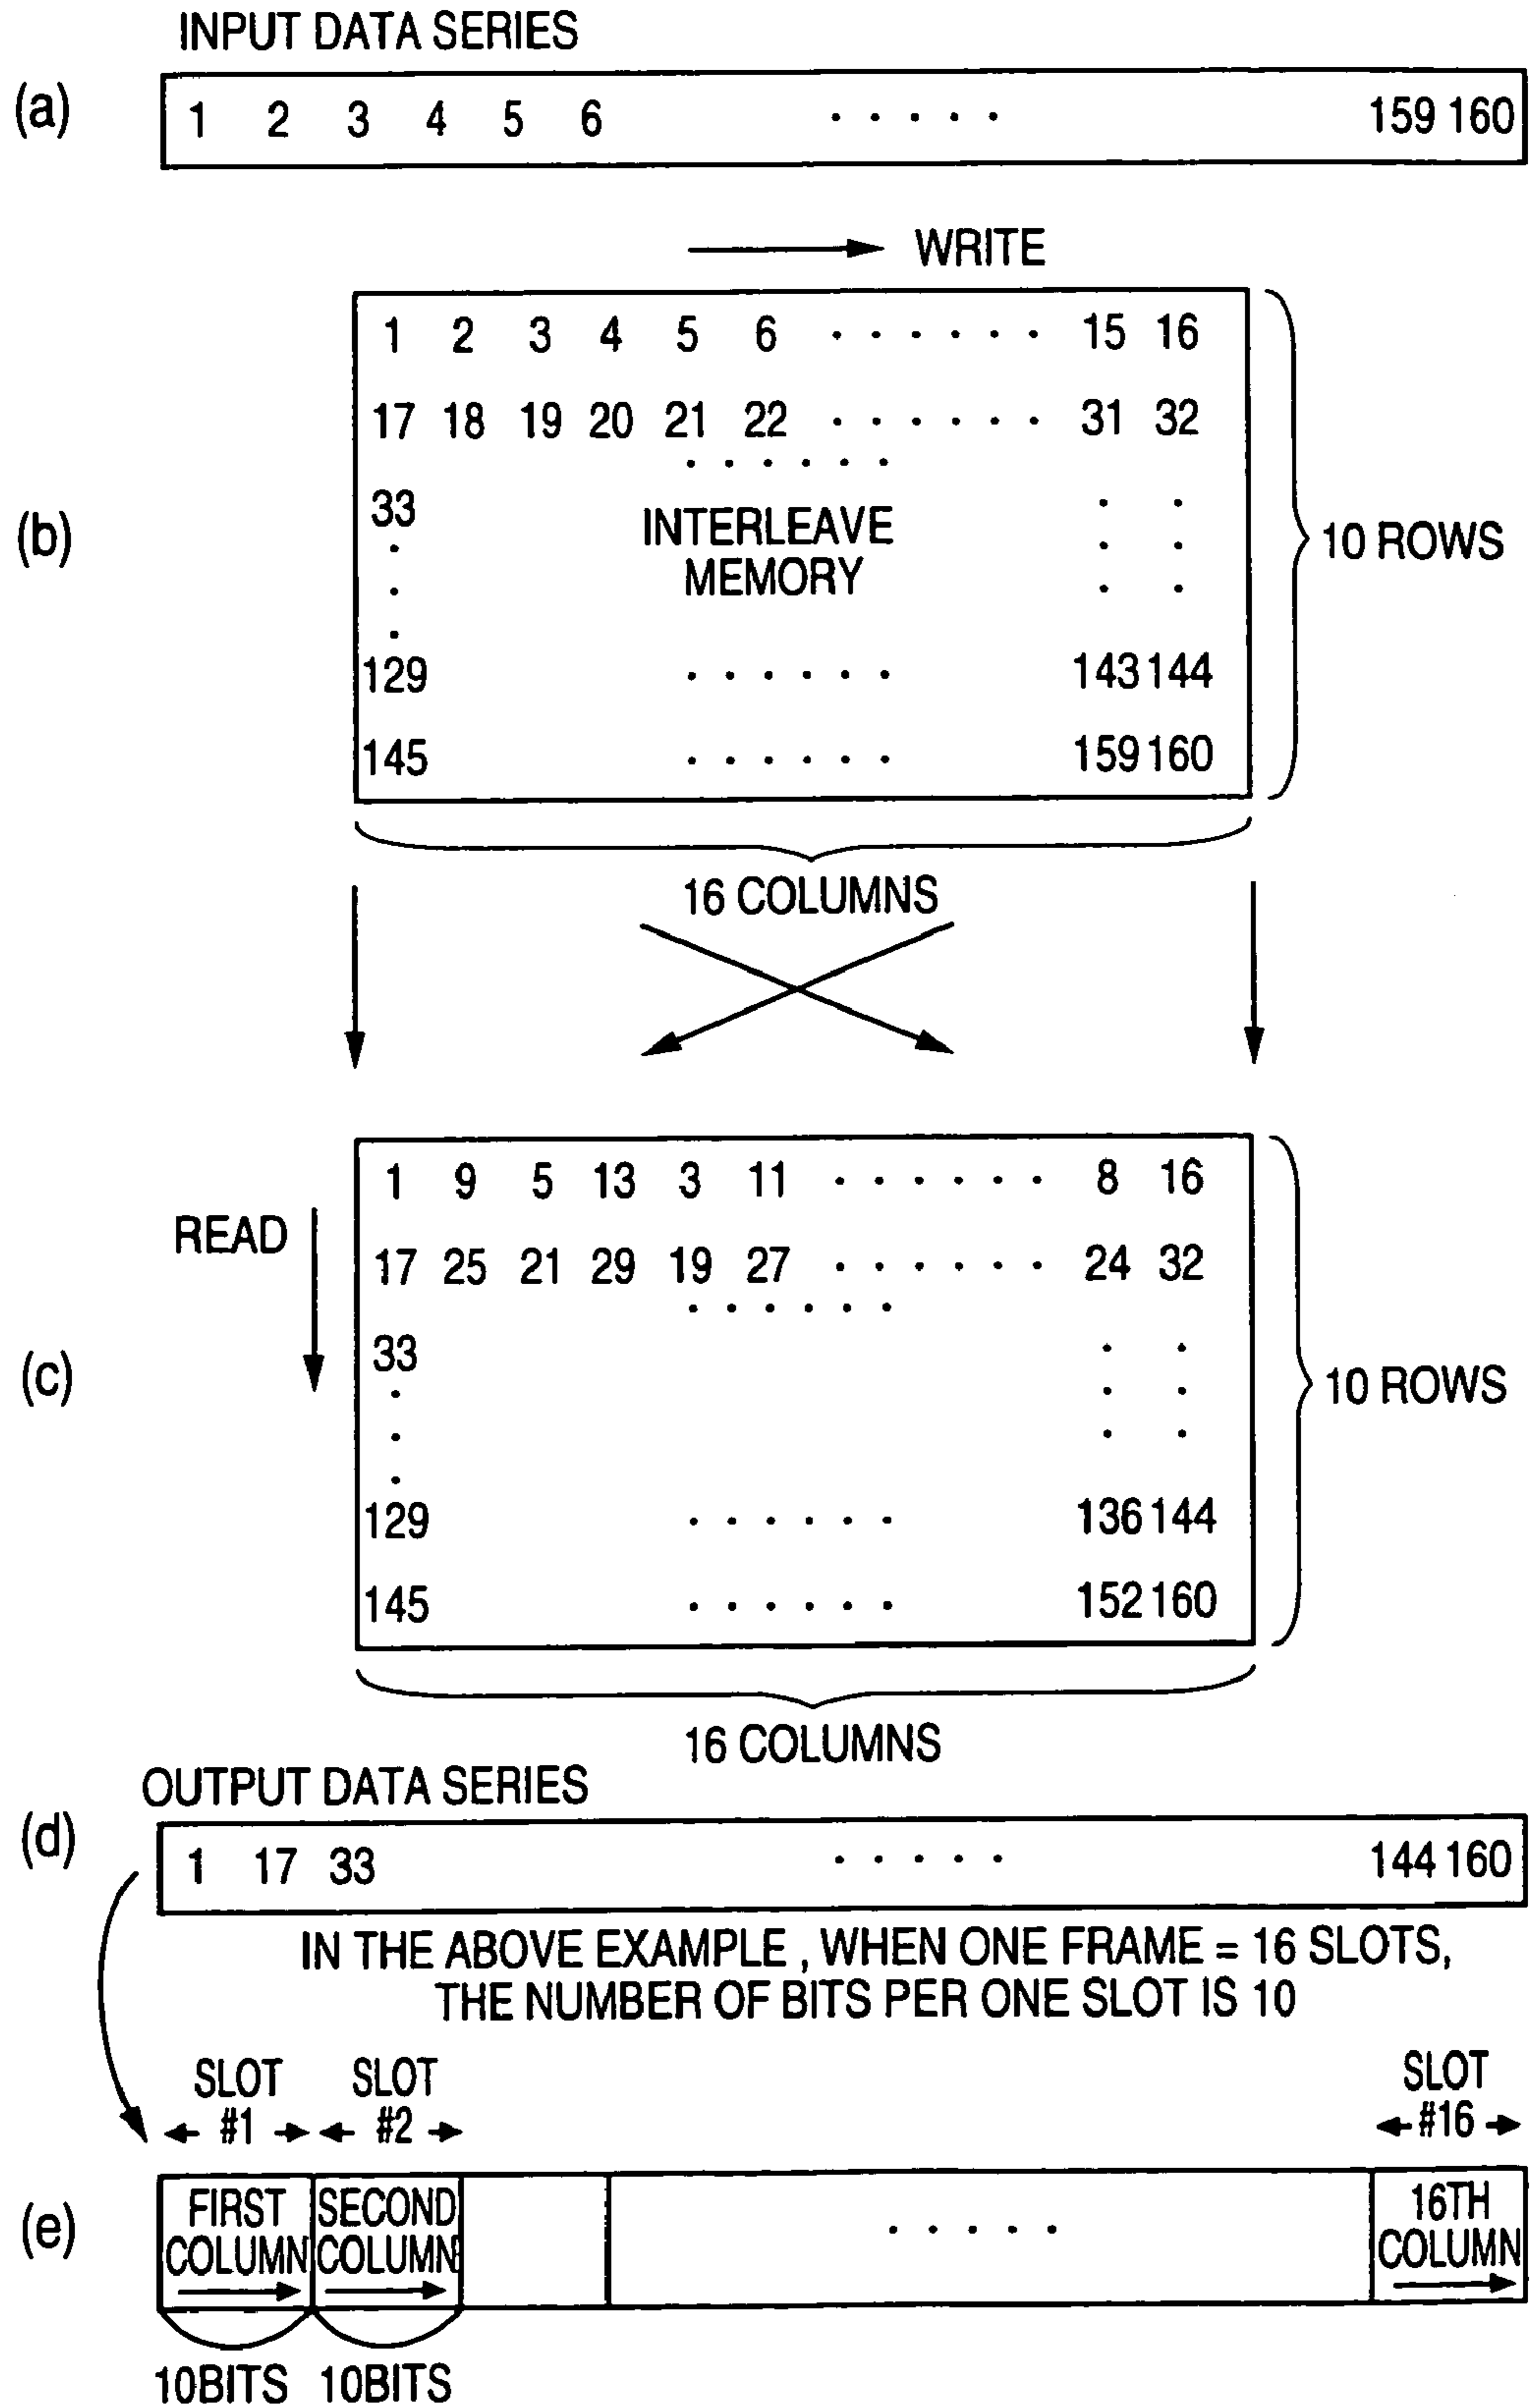 INPUT DATA SERIES
(a)
1 2 3 4 5 6 · · · · · 159 160
WRITE
(b)
1 2 3 4 5 6 · · · · · · 15 16
17 18 19 20 21 22 · · · · · · 31 32
· · · · · ·
33
INTERLEAVE
MEMORY
10 ROWS
129 · · · · · · 143 144
145 · · · · · · 159 160
16 COLUMNS
1 9 5 13 3 11 · · · · · · 8 16
READ
17 25 21 29 19 27 · · · · · · 24 32
· · · · · ·
33
(c)
10 ROWS
129 · · · · · · 136 144
145 · · · · · · 152 160
16 COLUMNS
OUTPUT DATA SERIES
(d)
1 17 33 · · · · · 144 160
IN THE ABOVE EXAMPLE , WHEN ONE FRAME = 16 SLOTS,
THE NUMBER OF BITS PER ONE SLOT IS 10
SLOT #1
SLOT #2
SLOT #16
(e)
FIRST COLUMN
SECOND COLUMN
· · · · ·
16TH COLUMN
10BITS 10BITS